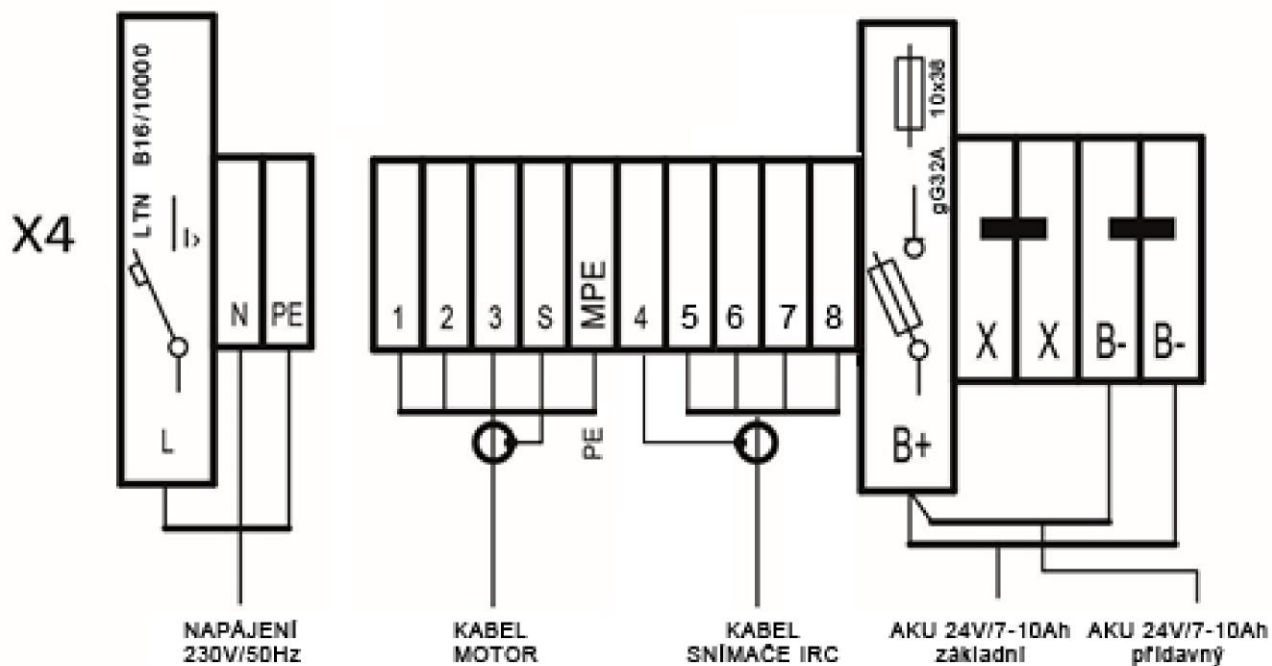 X4
LTN B16/10000
I>
L
N
PE
1
2
3
S
MPE
4
5
6
7
8
PE
10x38
gG32A
B+
X
X
B-
B-
NAPÁJENÍ
230V/50Hz
KABEL
MOTOR
KABEL
SNÍMAČE IRC
AKU 24V/7-10Ah
základní
AKU 24V/7-10Ah
přídavný